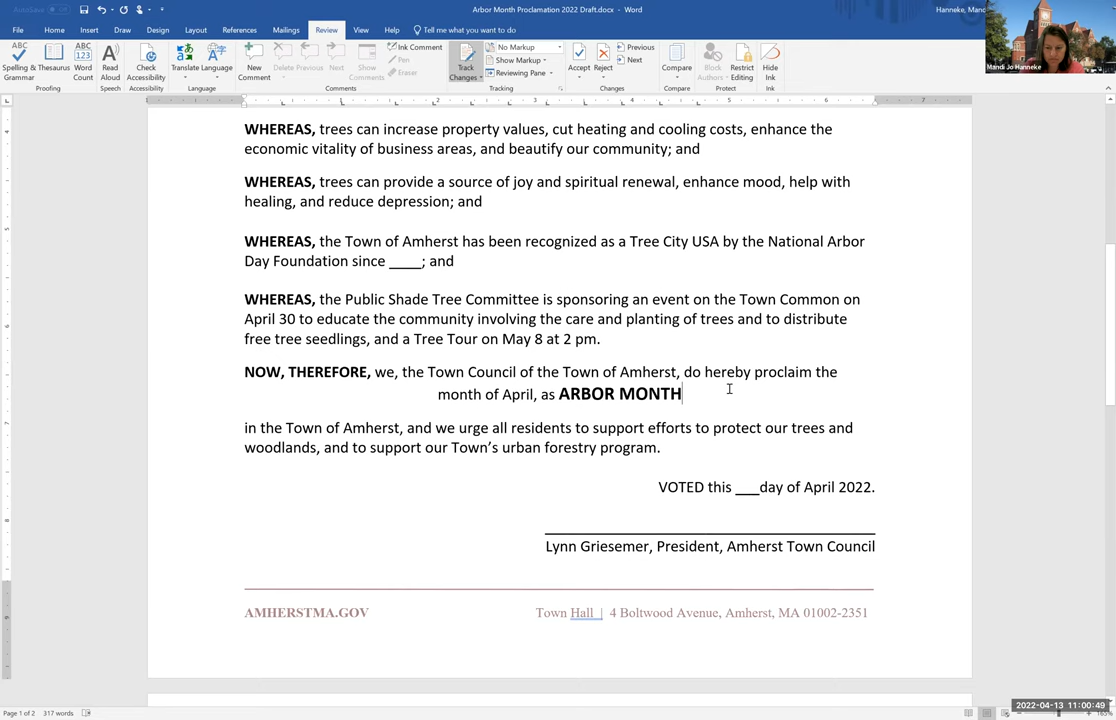 AutoSave Off
Arbor Month Proclamation 2022 Draft.docx - Word
Hanneke, Mand
File Home Insert Draw Design Layout References Mailings Review View Help Tell me what you want to do
Spelling & Grammar Thesaurus Word Count Read Aloud Check Accessibility Translate Language New Comment Delete Previous Next Show Comments Ink Comment Pen Eraser Track Changes No Markup Show Markup Reviewing Pane Accept Reject Previous Next Compare Block Authors Restrict Editing Hide Ink
Proofing Speech Accessibility Language Comments Tracking Changes Compare Protect Ink
Mandi Jo Hanneke
WHEREAS, trees can increase property values, cut heating and cooling costs, enhance the
economic vitality of business areas, and beautify our community; and
WHEREAS, trees can provide a source of joy and spiritual renewal, enhance mood, help with
healing, and reduce depression; and
WHEREAS, the Town of Amherst has been recognized as a Tree City USA by the National Arbor
Day Foundation since ____; and
WHEREAS, the Public Shade Tree Committee is sponsoring an event on the Town Common on
April 30 to educate the community involving the care and planting of trees and to distribute
free tree seedlings, and a Tree Tour on May 8 at 2 pm.
NOW, THEREFORE, we, the Town Council of the Town of Amherst, do hereby proclaim the
month of April, as ARBOR MONTH
in the Town of Amherst, and we urge all residents to support efforts to protect our trees and
woodlands, and to support our Town's urban forestry program.
VOTED this ___day of April 2022.
Lynn Griesemer, President, Amherst Town Council
AMHERSTMA.GOV Town Hall | 4 Boltwood Avenue, Amherst, MA 01002-2351
Page 1 of 2 317 words
2022-04-13 11:00:49